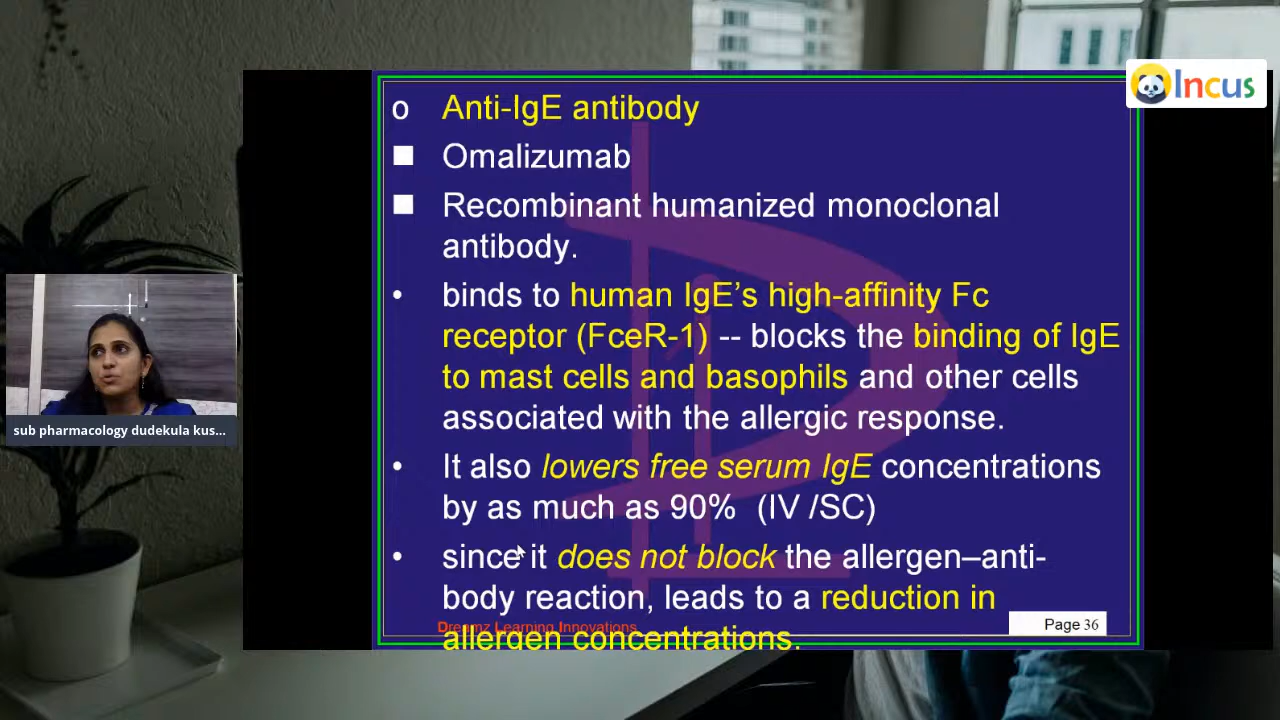 Incus
o Anti-IgE antibody
■ Omalizumab
■ Recombinant humanized monoclonal
antibody.
• binds to human IgE’s high-affinity Fc
receptor (FceR-1) -- blocks the binding of IgE
to mast cells and basophils and other cells
associated with the allergic response.
• It also lowers free serum IgE concentrations
by as much as 90% (IV /SC)
• since it does not block the allergen–anti-
body reaction, leads to a reduction in
allergen concentrations.
Dreamz Learning Innovations
Page 36
sub pharmacology dudekula kus...